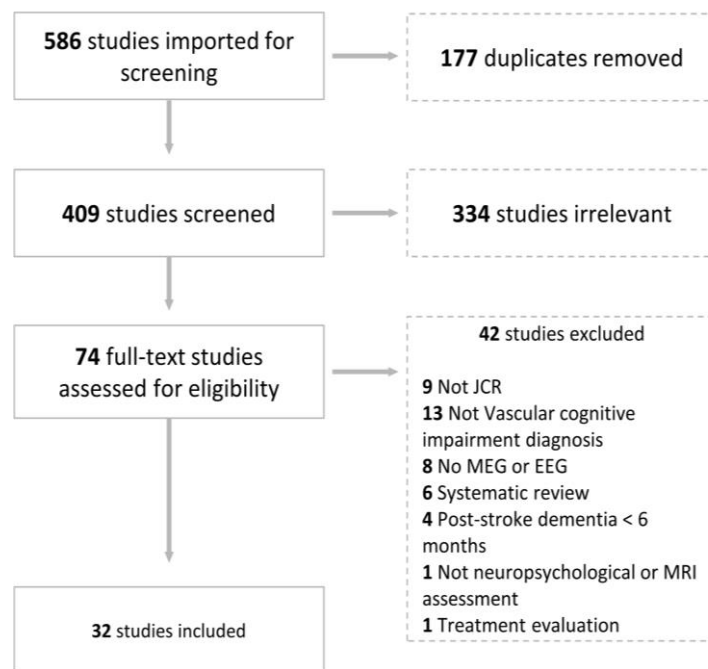 586 studies imported for
screening
177 duplicates removed
409 studies screened
334 studies irrelevant
74 full-text studies
assessed for eligibility
42 studies excluded
9 Not JCR
13 Not Vascular cognitive
impairment diagnosis
8 No MEG or EEG
6 Systematic review
4 Post-stroke dementia < 6
months
1 Not neuropsychological or MRI
assessment
1 Treatment evaluation
32 studies included